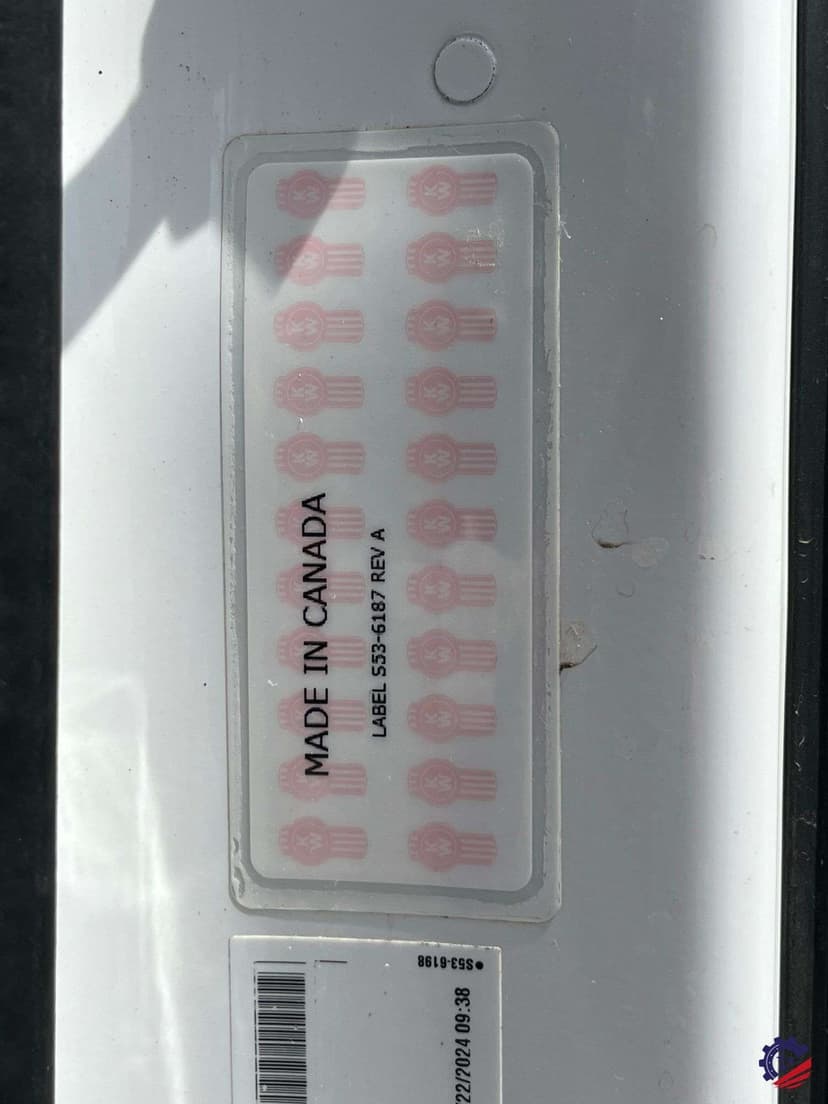 MADE IN CANADA
LABEL S53-6187 REV A
•S53-6198
/22/2024 09:38